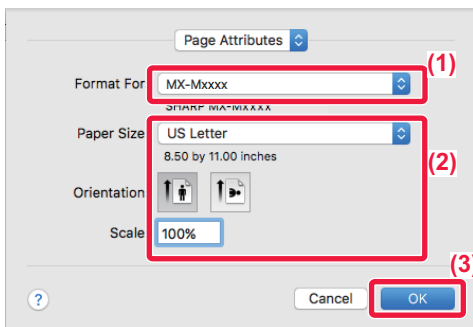 Page Attributes
(1)
Format For MX-Mxxxx
SHARP MX-Mxxxx
Paper Size US Letter
8.50 by 11.00 inches
(2)
Orientation
Scale 100%
(3)
? Cancel OK